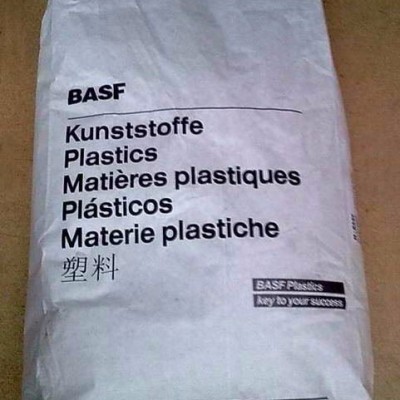 BASF
Kunststoffe
Plastics
Matières plastiques
Plásticos
Materie plastiche
塑料
BASF Plastics
key to your success